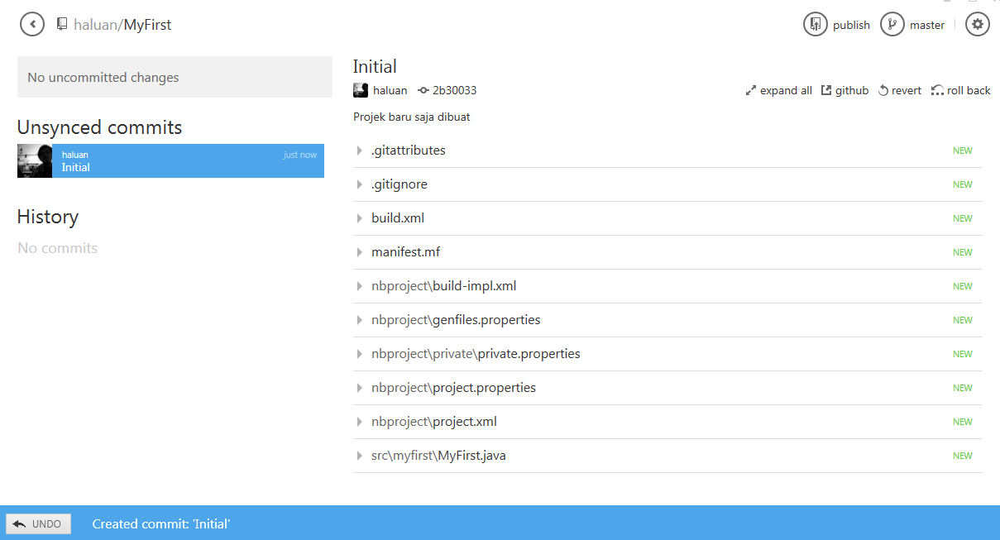 haluan/MyFirst
publish
master
No uncommitted changes
Unsynced commits
haluan
just now
Initial
History
No commits
Initial
haluan
2b30033
expand all
github
revert
roll back
Projek baru saja dibuat
.gitattributes NEW
.gitignore NEW
build.xml NEW
manifest.mf NEW
nbproject\build-impl.xml NEW
nbproject\genfiles.properties NEW
nbproject\private\private.properties NEW
nbproject\project.properties NEW
nbproject\project.xml NEW
src\myfirst\MyFirst.java NEW
UNDO
Created commit: 'Initial'